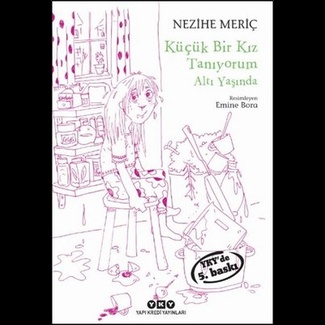 NEZİHE MERİÇ
Küçük Bir Kız
Tanıyorum
Altı Yaşında
Resimleyen
Emine Bora
YKY'de
5. baskı
YKY
YAPI KREDİ YAYINLARI